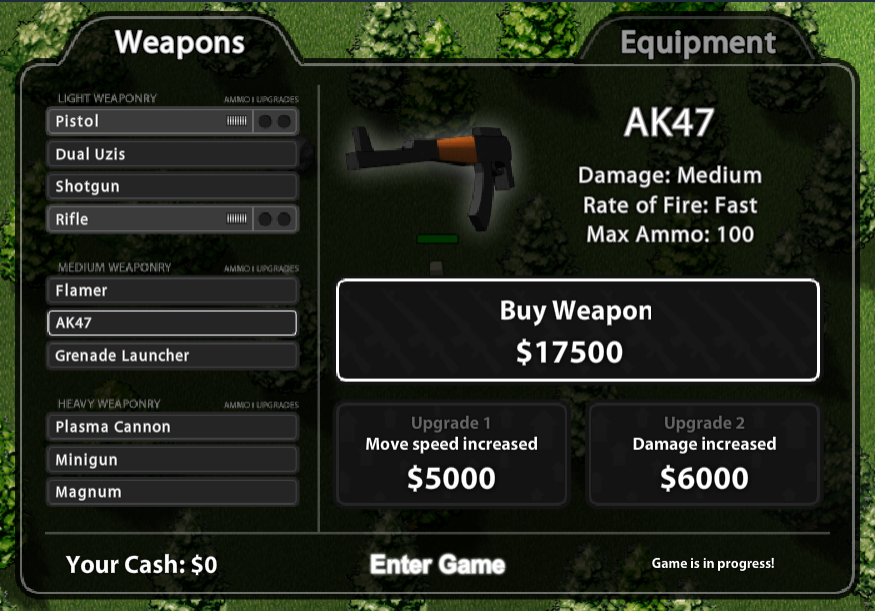 Weapons
Equipment
LIGHT WEAPONRY
AMMO | UPGRADES
Pistol
Dual Uzis
Shotgun
Rifle
MEDIUM WEAPONRY
AMMO | UPGRADES
Flamer
AK47
Grenade Launcher
HEAVY WEAPONRY
AMMO | UPGRADES
Plasma Cannon
Minigun
Magnum
AK47
Damage: Medium
Rate of Fire: Fast
Max Ammo: 100
Buy Weapon
$17500
Upgrade 1
Move speed increased
$5000
Upgrade 2
Damage increased
$6000
Your Cash: $0
Enter Game
Game is in progress!